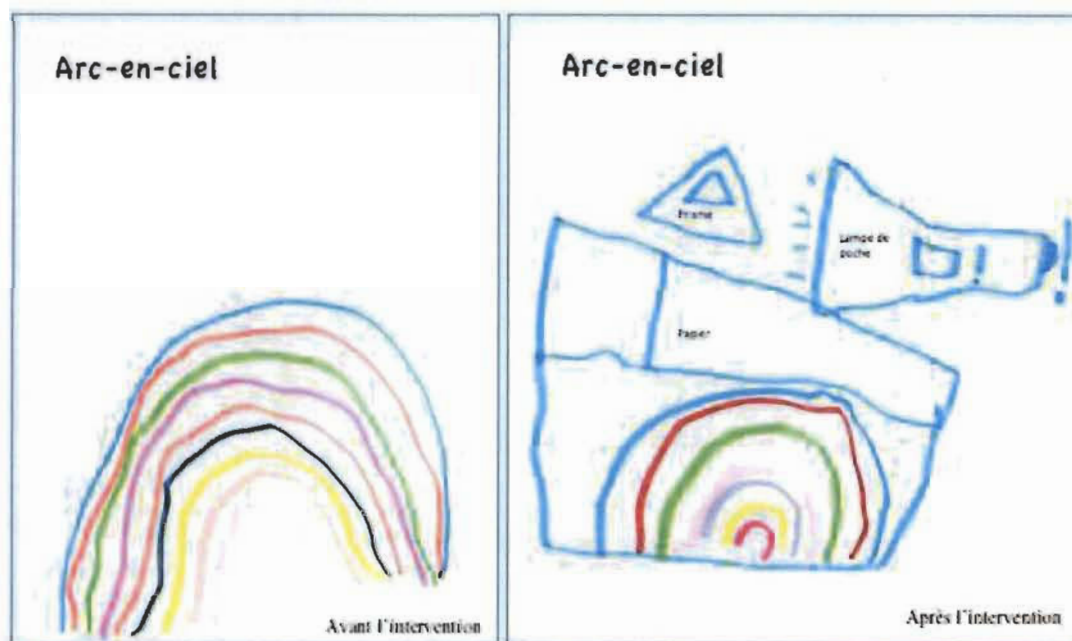 Arc-en-ciel
Avant l'intervention
Arc-en-ciel
Prisme
Lampe de
poche
Papier
Après l'intervention